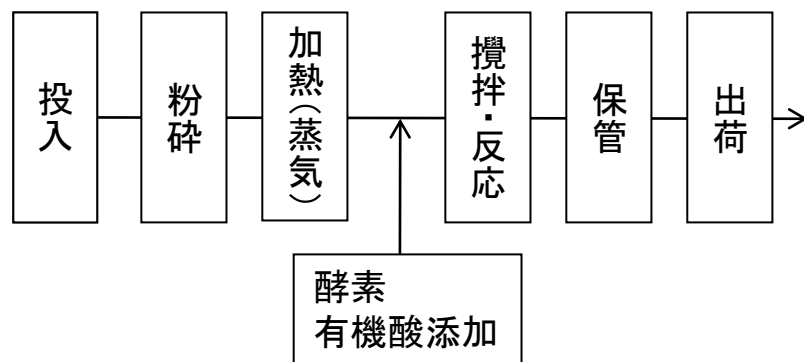 投入
粉砕
加熱（蒸気）
攪拌・反応
保管
出荷
酵素
有機酸添加